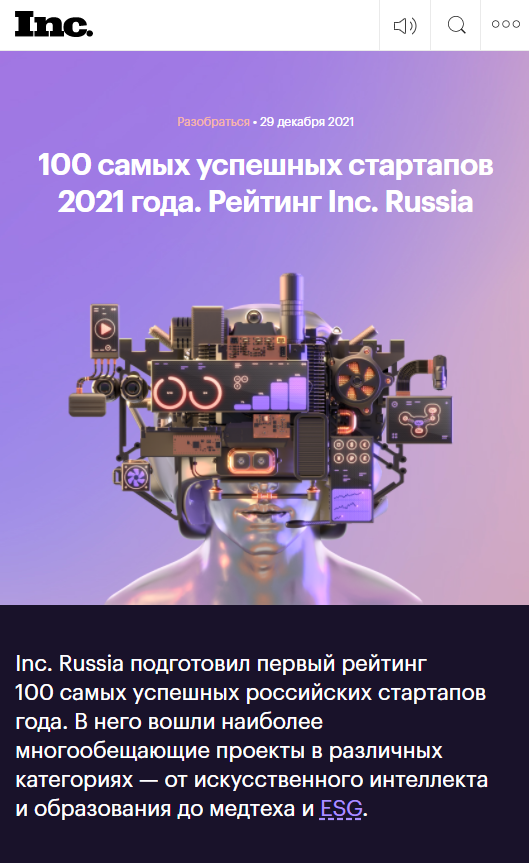 Inc.
Разобраться • 29 декабря 2021
100 самых успешных стартапов
2021 года. Рейтинг Inc. Russia
Inc. Russia подготовил первый рейтинг
100 самых успешных российских стартапов
года. В него вошли наиболее
многообещающие проекты в различных
категориях — от искусственного интеллекта
и образования до медтеха и ESG.